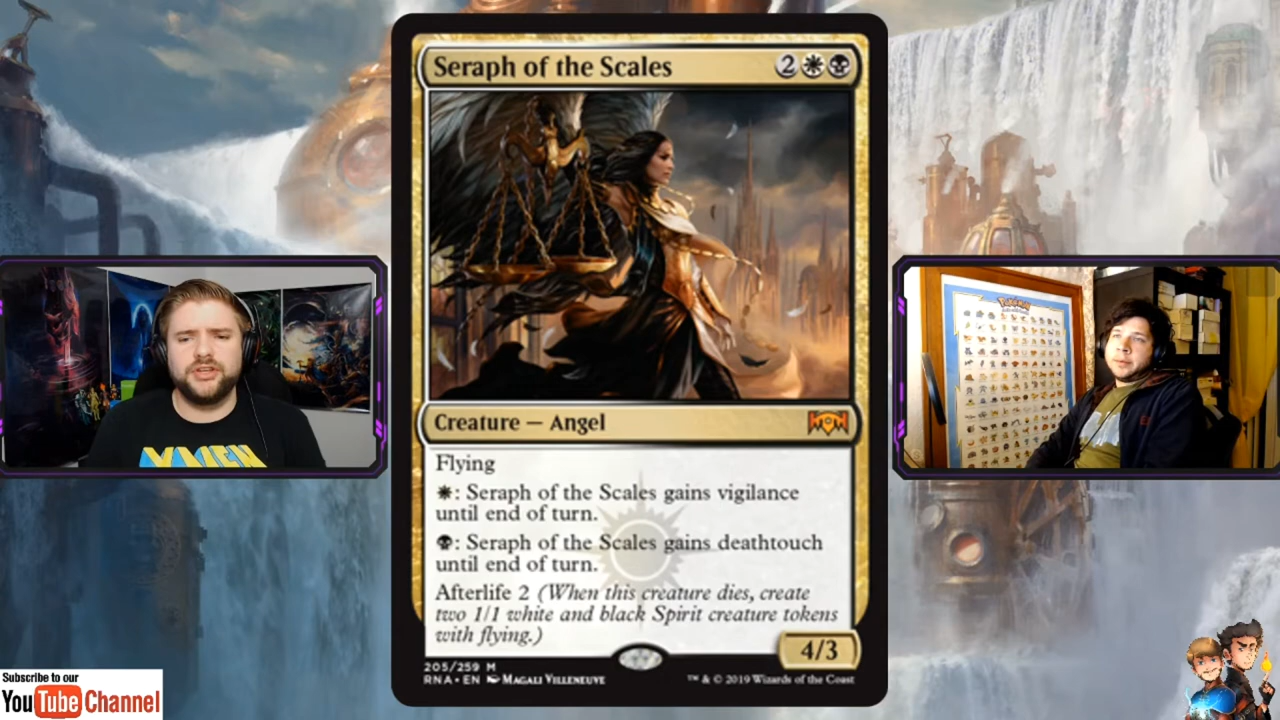 Seraph of the Scales 2
Creature — Angel
Flying
: Seraph of the Scales gains vigilance
until end of turn.
: Seraph of the Scales gains deathtouch
until end of turn.
Afterlife 2 (When this creature dies, create
two 1/1 white and black Spirit creature tokens
with flying.)
4/3
205/259 M
RNA • EN MAGALI VILLENEUVE
™ & © 2019 Wizards of the Coast
POKéMON
Subscribe to our
YouTube Channel